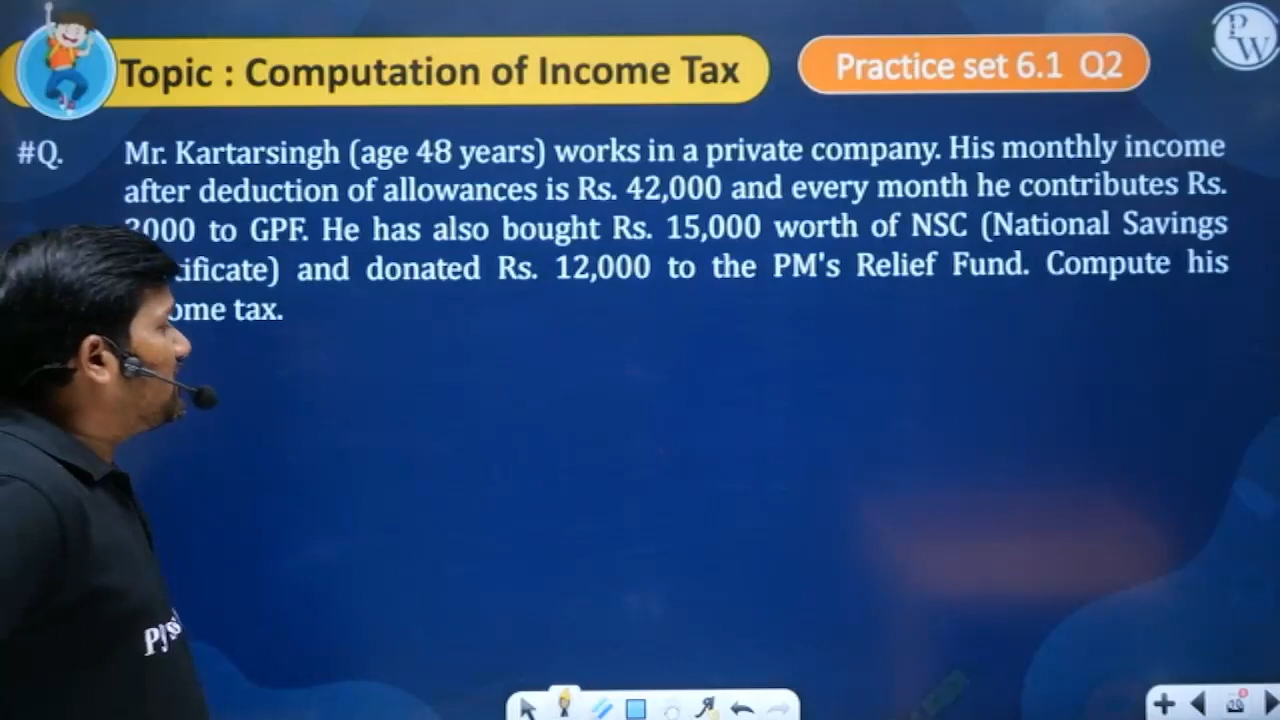 Topic : Computation of Income Tax
Practice set 6.1 Q2
PW
#Q. Mr. Kartarsingh (age 48 years) works in a private company. His monthly income
after deduction of allowances is Rs. 42,000 and every month he contributes Rs.
3000 to GPF. He has also bought Rs. 15,000 worth of NSC (National Savings
ificate) and donated Rs. 12,000 to the PM's Relief Fund. Compute his
ome tax.